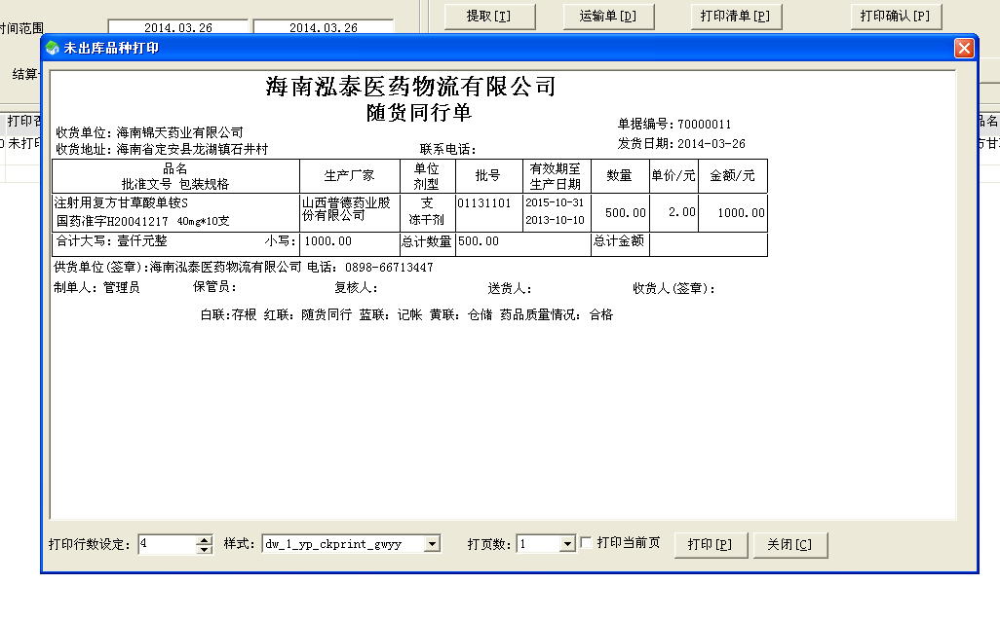 提取[T] 运输单[D] 打印清单[P] 打印确认[P]
时间范围 2014.03.26 2014.03.26
未出库品种打印
结算
打印否
品名
未打印
方甘
海南泓泰医药物流有限公司
随货同行单
单据编号:70000011
收货单位:海南锦天药业有限公司
发货日期:2014-03-26
收货地址:海南省定安县龙湖镇石井村 联系电话:
品名 批准文号 包装规格 生产厂家 单位 剂型 批号 有效期至 生产日期 数量 单价/元 金额/元
注射用复方甘草酸单铵S 山西普德药业股份有限公司 支 01131101 2015-10-31 500.00 2.00 1000.00
国药准字H20041217 40mg*10支 冻干剂 2013-10-10
合计大写:壹仟元整 小写: 1000.00 总计数量 500.00 总计金额
供货单位(签章):海南泓泰医药物流有限公司 电话: 0898-66713447
制单人: 管理员 保管员: 复核人: 送货人: 收货人(签章):
白联:存根 红联: 随货同行 蓝联: 记帐 黄联: 仓储 药品质量情况: 合格
打印行数设定: 4 样式: dw_1_yp_ckprint_gwyy 打页数: 1 打印当前页 打印[P] 关闭[C]